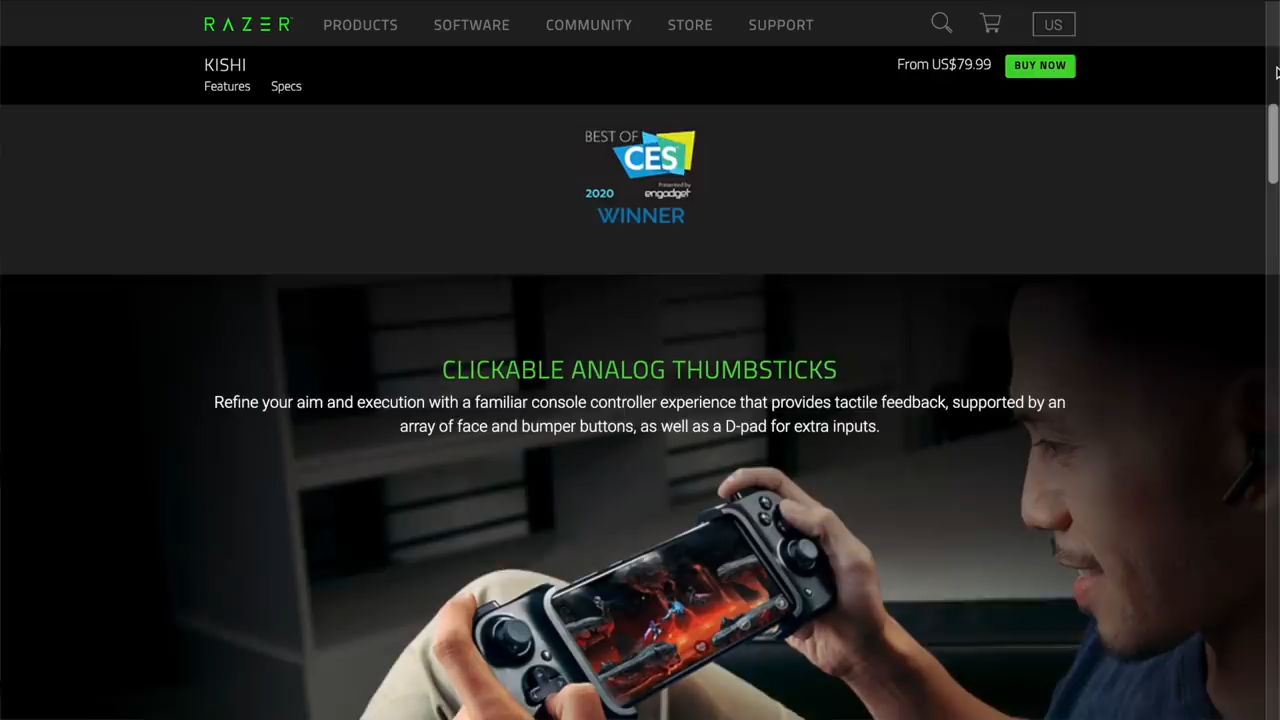 RAZER
PRODUCTS
SOFTWARE
COMMUNITY
STORE
SUPPORT
US
KISHI
From US$79.99
BUY NOW
Features
Specs
BEST OF
CES
Presented by
2020
engadget
WINNER
CLICKABLE ANALOG THUMBSTICKS
Refine your aim and execution with a familiar console controller experience that provides tactile feedback, supported by an
array of face and bumper buttons, as well as a D-pad for extra inputs.